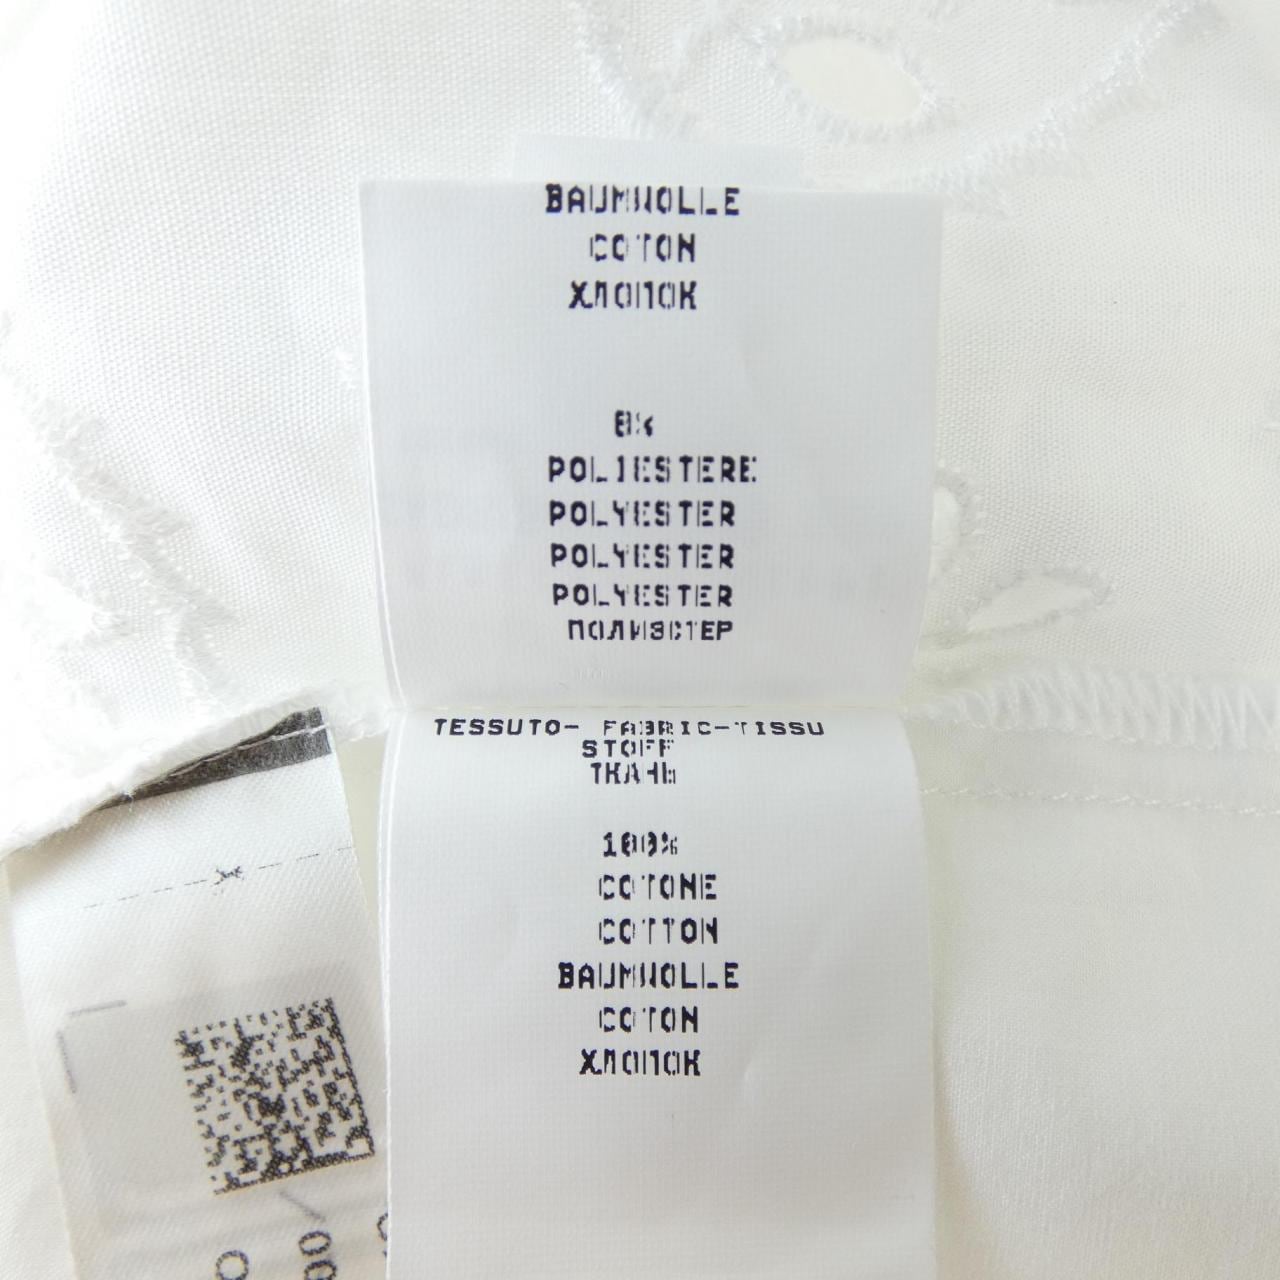 BAUMWOLLE
COTON
ХЛОПОК
8%
POLIESTERE
POLYESTER
POLYESTER
POLYESTER
ПОЛИЭСТЕР
TESSUTO- FABRIC-TISSU
STOFF
ТКАНЬ
100%
COTONE
COTTON
BAUMWOLLE
COTON
ХЛОПОК